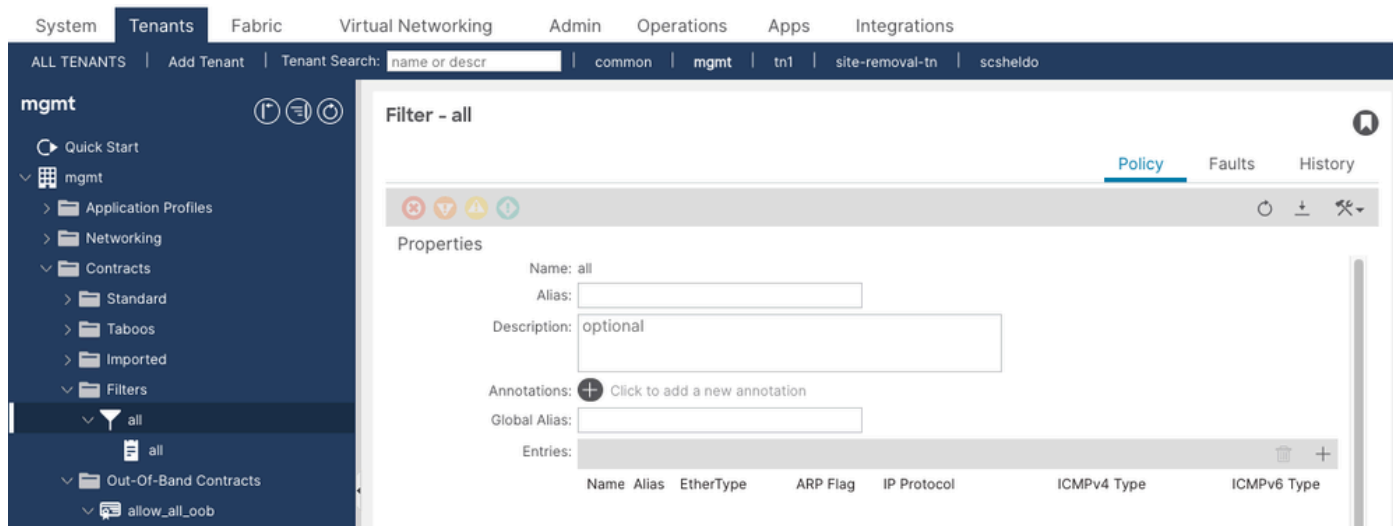 System Tenants Fabric Virtual Networking Admin Operations Apps Integrations
ALL TENANTS | Add Tenant | Tenant Search: name or descr | common | mgmt | tn1 | site-removal-tn | scsheldo
mgmt
Quick Start
mgmt
Application Profiles
Networking
Contracts
Standard
Taboos
Imported
Filters
all
all
Out-Of-Band Contracts
allow_all_oob
Filter - all
Policy Faults History
Properties
Name: all
Alias:
Description: optional
Annotations: Click to add a new annotation
Global Alias:
Entries:
Name Alias EtherType ARP Flag IP Protocol ICMPv4 Type ICMPv6 Type